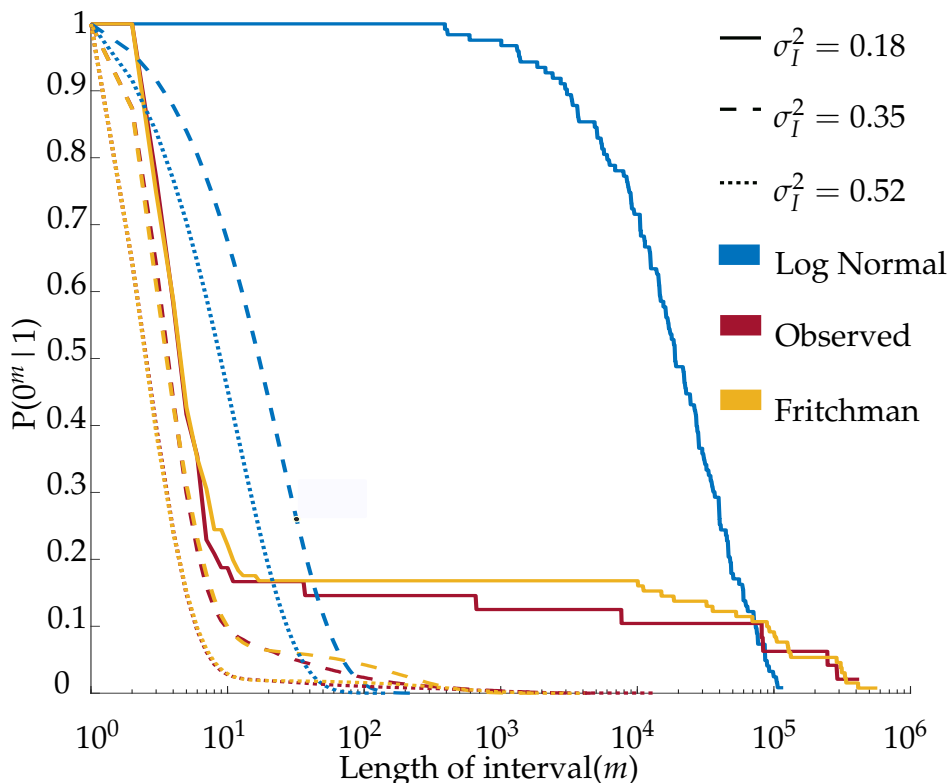 1
0.9
0.8
0.7
0.6
0.5
0.4
0.3
0.2
0.1
0
P(0^m | 1)
σ_I^2 = 0.18
σ_I^2 = 0.35
σ_I^2 = 0.52
Log Normal
Observed
Fritchman
10^0 10^1 10^2 10^3 10^4 10^5 10^6
Length of interval(m)